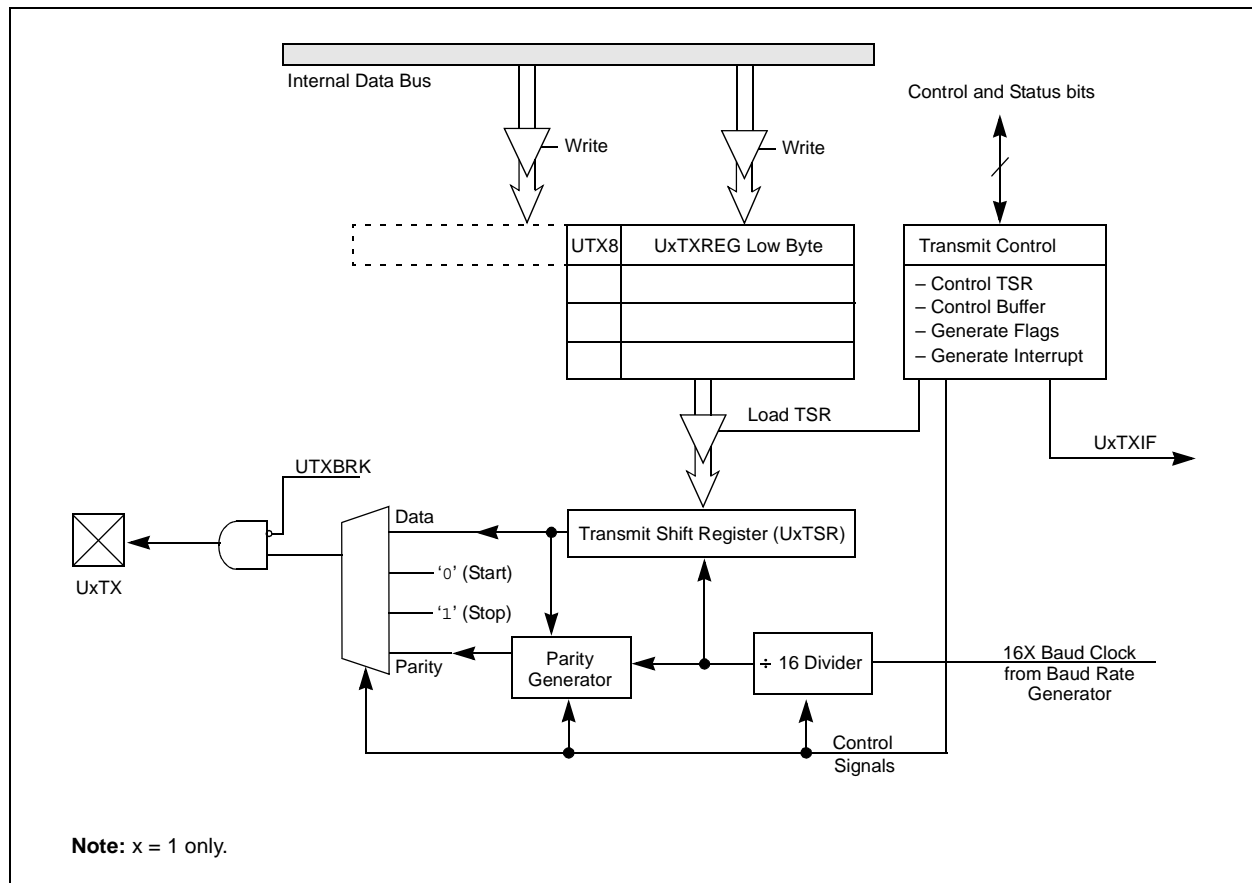 Internal Data Bus
Control and Status bits
Write
Write
UTX8
UxTXREG Low Byte
Transmit Control
– Control TSR
– Control Buffer
– Generate Flags
– Generate Interrupt
Load TSR
UxTXIF
UTXBRK
Data
Transmit Shift Register (UxTSR)
UxTX
‘0’ (Start)
‘1’ (Stop)
Parity
Parity
Generator
÷ 16 Divider
16X Baud Clock
from Baud Rate
Generator
Control
Signals
Note: x = 1 only.